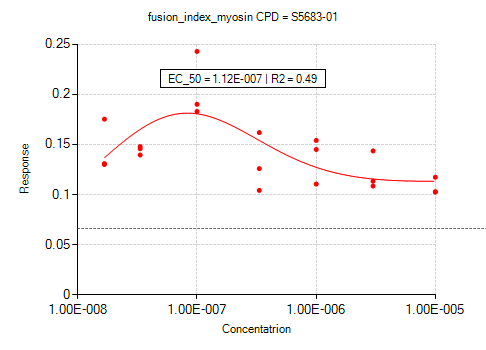 fusion_index_myosin CPD = S5683-01
0.25
EC_50 = 1.12E-007 | R2 = 0.49
0.2
0.15
Response
0.1
0.05
0
1.00E-008 1.00E-007 1.00E-006 1.00E-005
Concentatrion